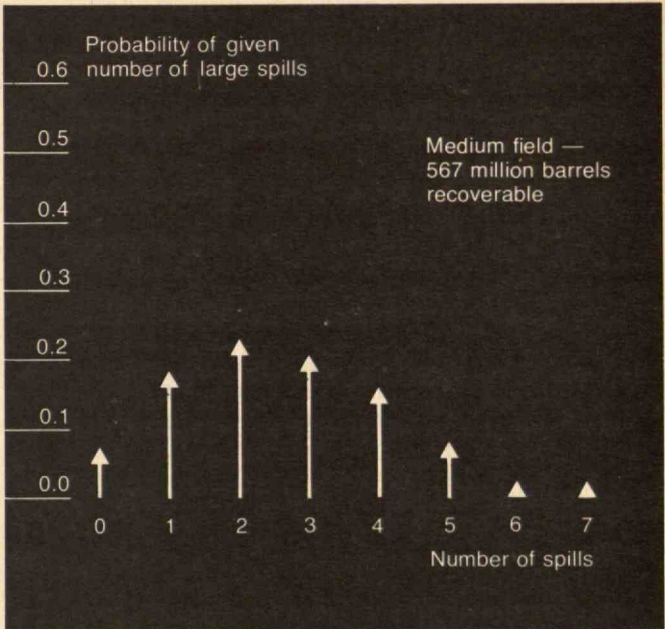 Probability of given
number of large spills
0.6
0.5
Medium field —
567 million barrels
recoverable
0.4
0.3
0.2
0.1
0.0
0 1 2 3 4 5 6 7
Number of spills